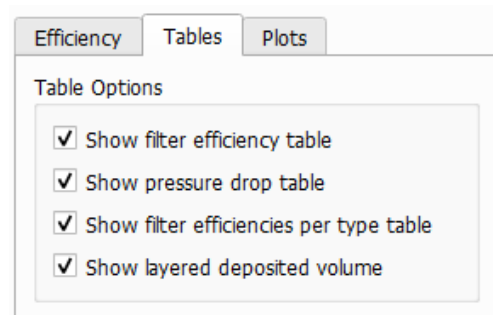 Efficiency Tables Plots
Table Options
Show filter efficiency table
Show pressure drop table
Show filter efficiencies per type table
Show layered deposited volume